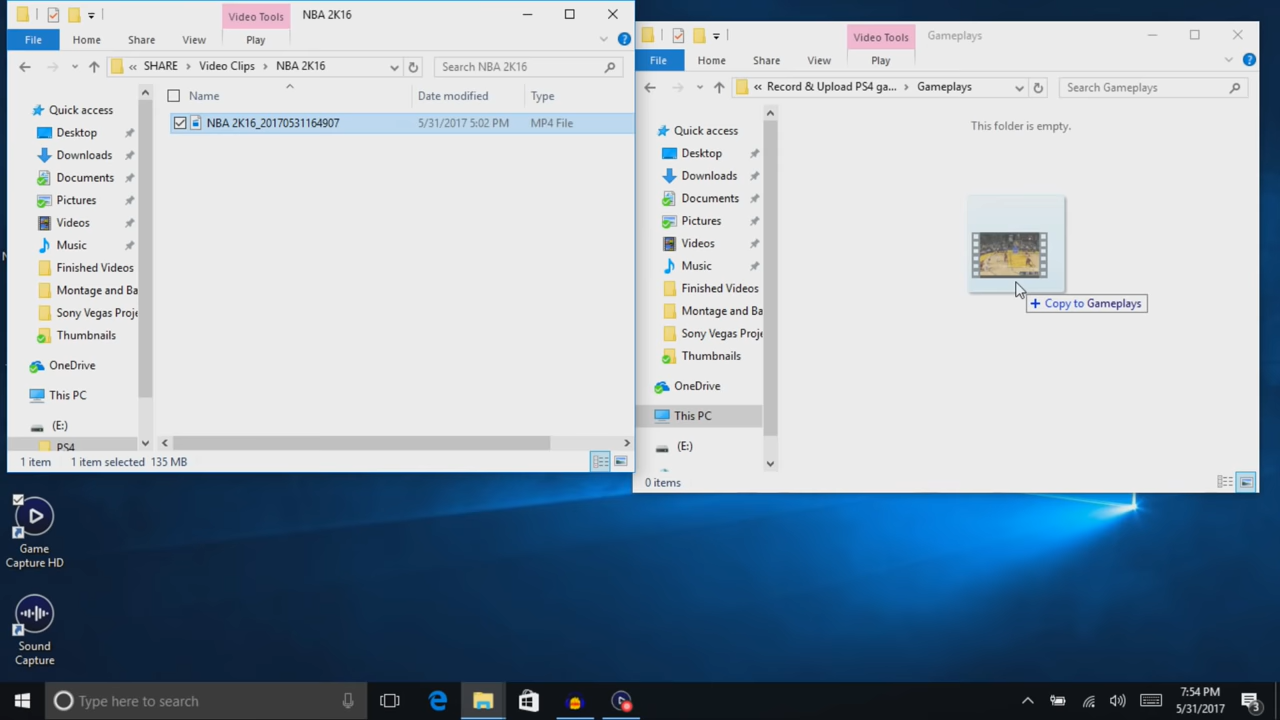 Video Tools
NBA 2K16
File
Home
Share
View
Play
« SHARE › Video Clips › NBA 2K16
Search NBA 2K16
Quick access
Desktop
Downloads
Documents
Pictures
Videos
Music
Finished Videos
Montage and Ba
Sony Vegas Proje
Thumbnails
OneDrive
This PC
(E:)
PS4
Name
Date modified
Type
NBA 2K16_20170531164907
5/31/2017 5:02 PM
MP4 File
1 item
1 item selected 135 MB
Video Tools
Gameplays
File
Home
Share
View
Play
« Record & Upload PS4 ga... › Gameplays
Search Gameplays
Quick access
Desktop
Downloads
Documents
Pictures
Videos
Music
Finished Videos
Montage and Ba
Sony Vegas Proje
Thumbnails
OneDrive
This PC
(E:)
This folder is empty.
+ Copy to Gameplays
0 items
Game
Capture HD
Sound
Capture
Type here to search
7:54 PM
5/31/2017
3